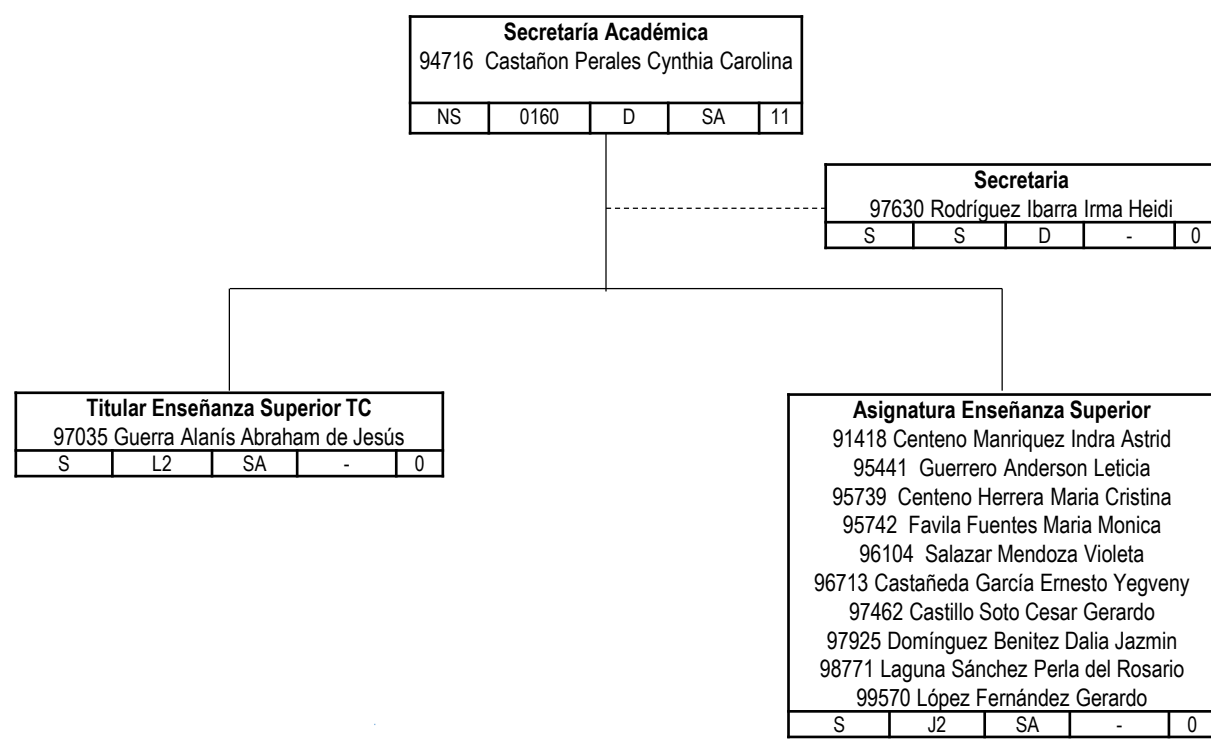 Secretaría Académica
94716 Castañon Perales Cynthia Carolina
NS 0160 D SA 11
Secretaria
97630 Rodríguez Ibarra Irma Heidi
S S D - 0
Titular Enseñanza Superior TC
97035 Guerra Alanís Abraham de Jesús
S L2 SA - 0
Asignatura Enseñanza Superior
91418 Centeno Manriquez Indra Astrid
95441 Guerrero Anderson Leticia
95739 Centeno Herrera Maria Cristina
95742 Favila Fuentes Maria Monica
96104 Salazar Mendoza Violeta
96713 Castañeda García Ernesto Yegveny
97462 Castillo Soto Cesar Gerardo
97925 Domínguez Benitez Dalia Jazmin
98771 Laguna Sánchez Perla del Rosario
99570 López Fernández Gerardo
S J2 SA - 0